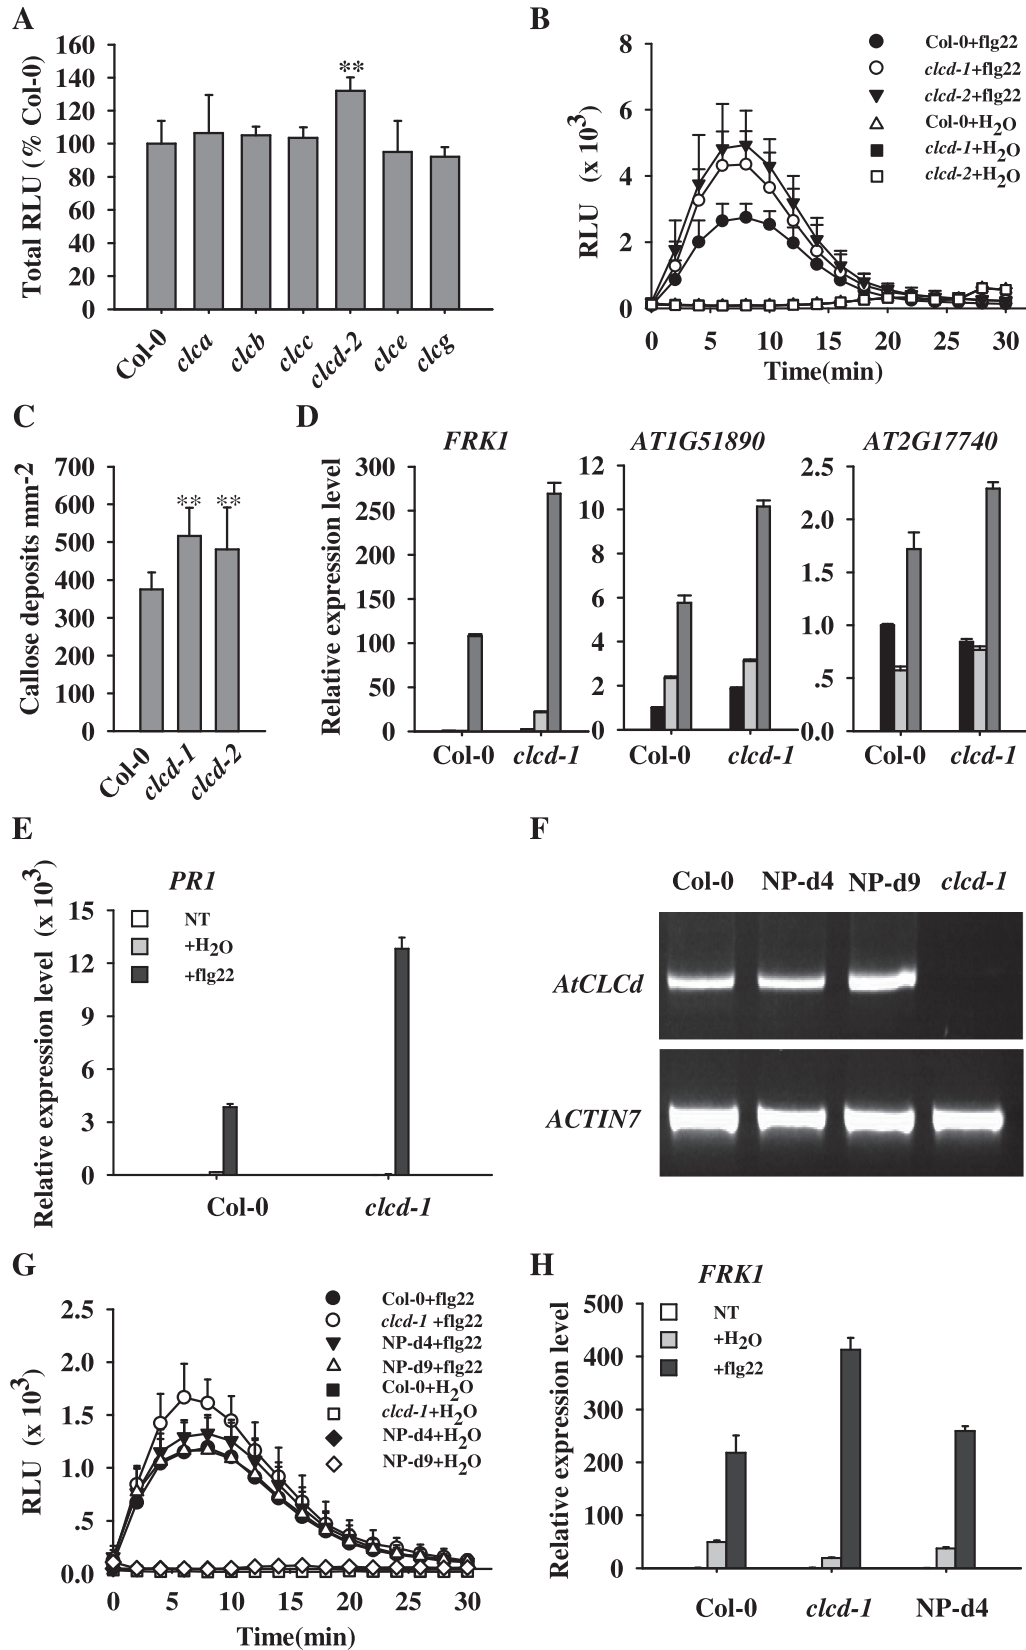 A
Total RLU (% Col-0)
160
140
120
100
80
60
40
20
0
**
Col-0
clca
clcb
clcc
clcd-2
clce
clcg
B
RLU (x 10³)
8
6
4
2
0
Col-0+flg22
clcd-1+flg22
clcd-2+flg22
Col-0+H₂O
clcd-1+H₂O
clcd-2+H₂O
0 5 10 15 20 25 30
Time(min)
C
Callose deposits mm-2
700
600
500
400
300
200
100
0
** **
Col-0
clcd-1
clcd-2
D
Relative expression level
FRK1
300
250
200
150
100
50
0
Col-0 clcd-1
AT1G51890
12
10
8
6
4
2
0
Col-0 clcd-1
AT2G17740
2.5
2.0
1.5
1.0
.5
0.0
Col-0 clcd-1
E
Relative expression level (x 10³)
PR1
15
12
9
6
3
0
NT
+H₂O
+flg22
Col-0 clcd-1
F
Col-0 NP-d4 NP-d9 clcd-1
AtCLCd
ACTIN7
G
RLU (x 10³)
2.5
2.0
1.5
1.0
.5
0.0
Col-0+flg22
clcd-1 +flg22
NP-d4+flg22
NP-d9+flg22
Col-0+H₂O
clcd-1+H₂O
NP-d4+H₂O
NP-d9+H₂O
0 5 10 15 20 25 30
Time(min)
H
Relative expression level
FRK1
500
400
300
200
100
0
NT
+H₂O
+flg22
Col-0 clcd-1 NP-d4